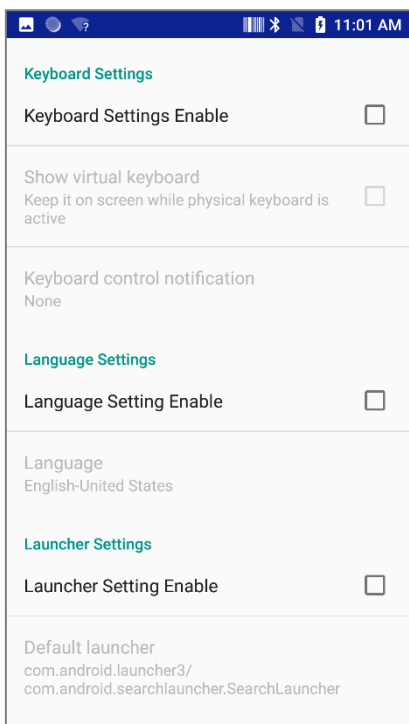 11:01 AM
Keyboard Settings
Keyboard Settings Enable
Show virtual keyboard
Keep it on screen while physical keyboard is
active
Keyboard control notification
None
Language Settings
Language Setting Enable
Language
English-United States
Launcher Settings
Launcher Setting Enable
Default launcher
com.android.launcher3/
com.android.searchlauncher.SearchLauncher